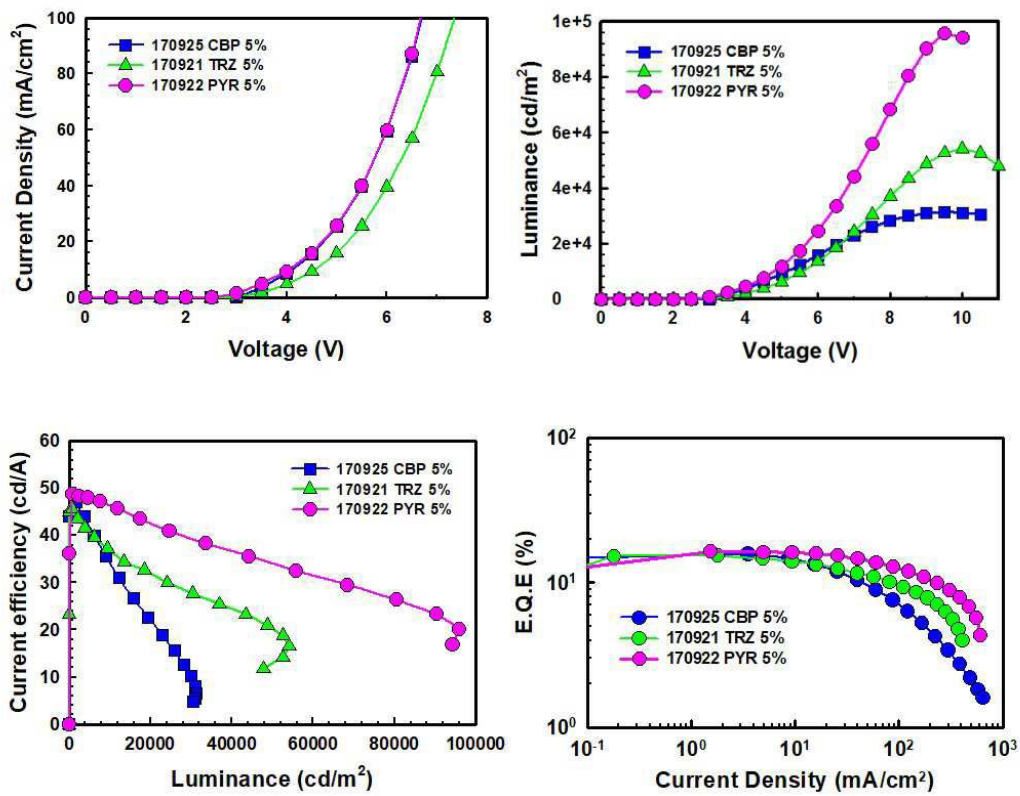 100
80
60
40
20
0
0 2 4 6 8
Current Density (mA/cm²)
Voltage (V)
170925 CBP 5%
170921 TRZ 5%
170922 PYR 5%
1e+5
8e+4
6e+4
4e+4
2e+4
0
0 2 4 6 8 10
Luminance (cd/m²)
Voltage (V)
170925 CBP 5%
170921 TRZ 5%
170922 PYR 5%
60
50
40
30
20
10
0
0 20000 40000 60000 80000 100000
Current efficiency (cd/A)
Luminance (cd/m²)
170925 CBP 5%
170921 TRZ 5%
170922 PYR 5%
10²
10¹
10⁰
10⁻¹ 10⁰ 10¹ 10² 10³
E.Q.E (%)
Current Density (mA/cm²)
170925 CBP 5%
170921 TRZ 5%
170922 PYR 5%